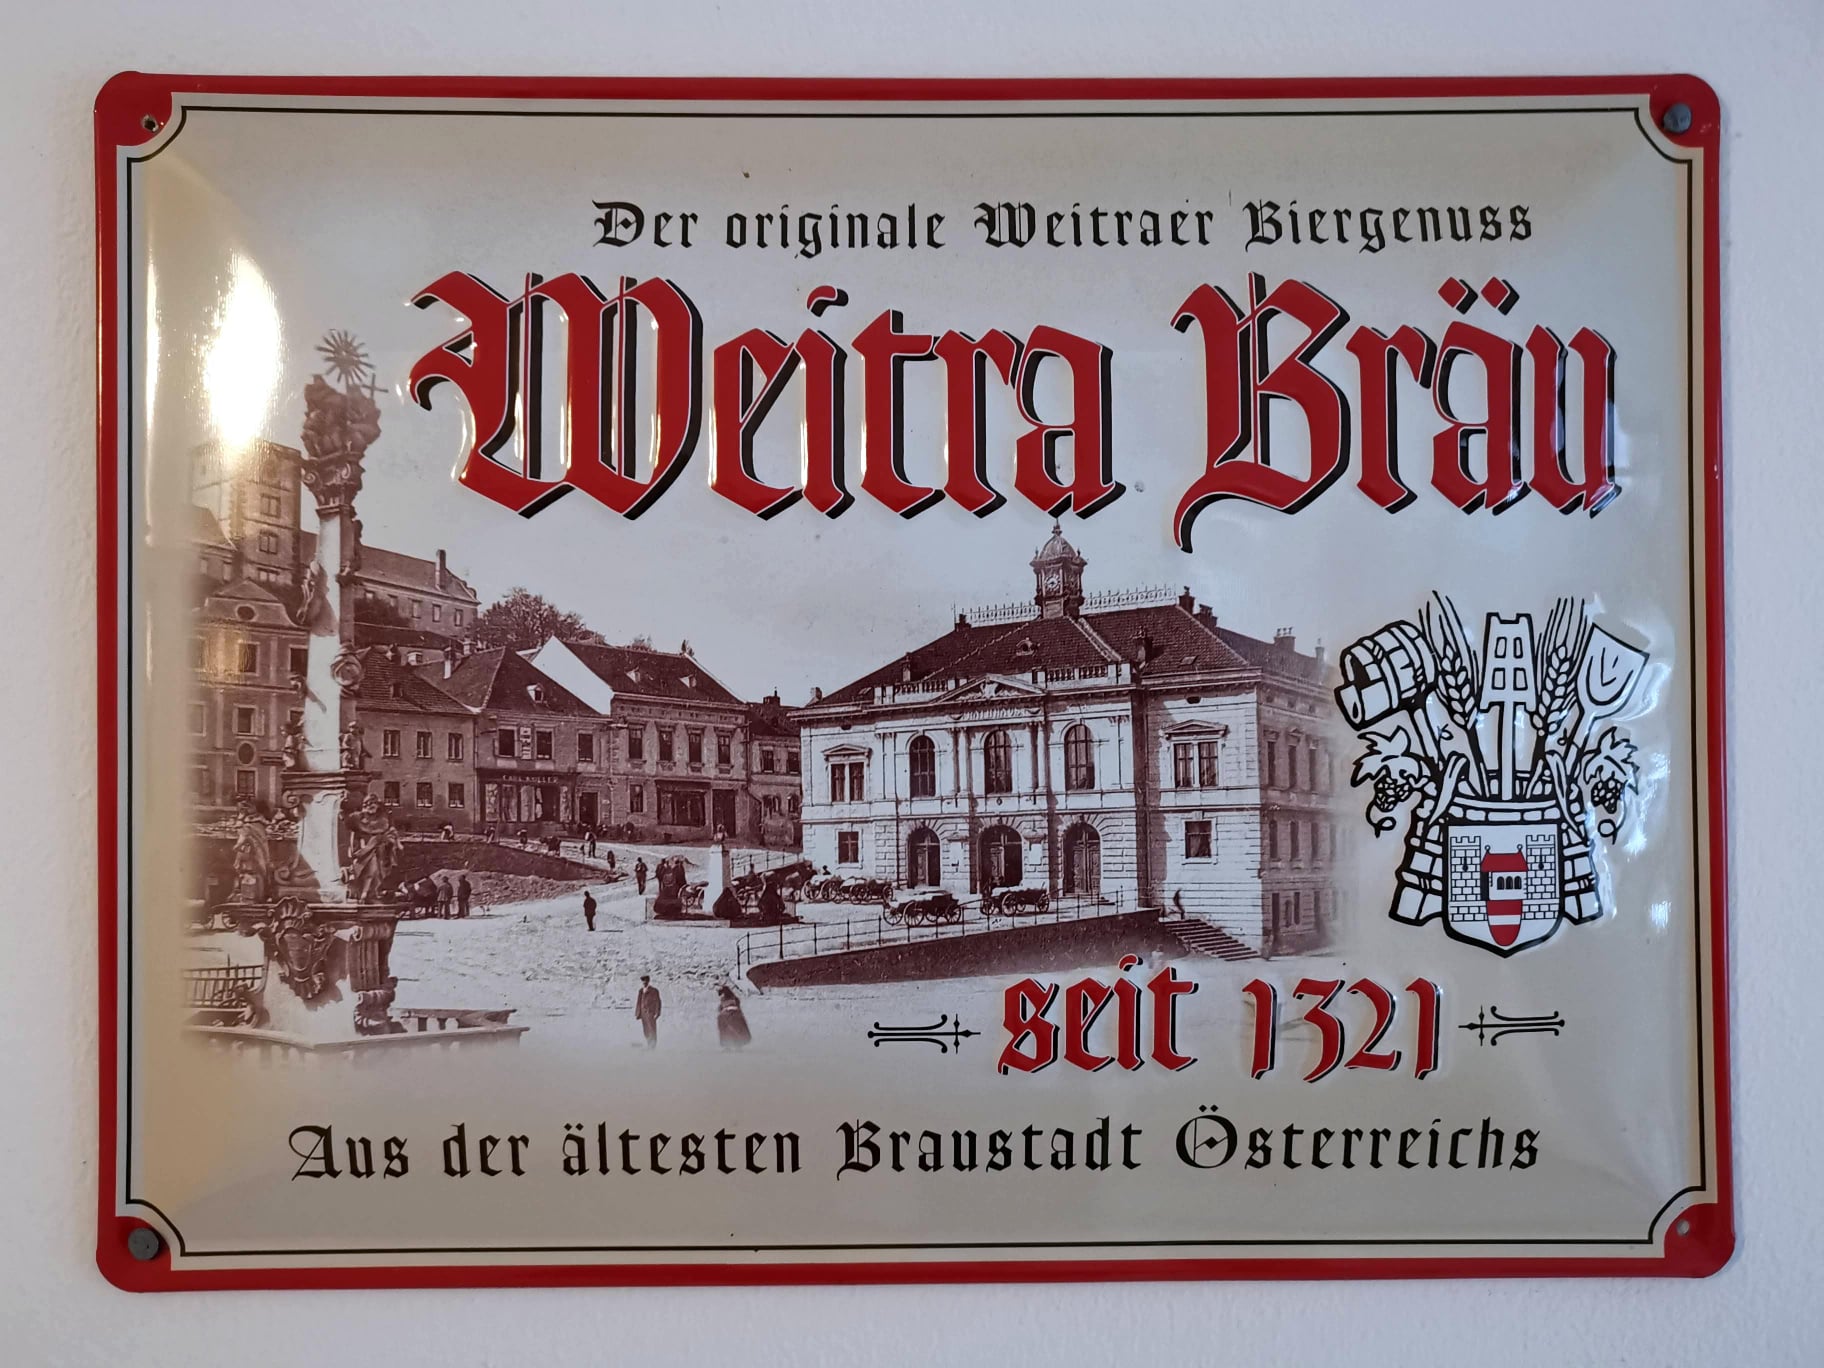 Der originale Weitraer Biergenuss
Weitra Bräu
seit 1321
Aus der ältesten Braustadt Österreichs